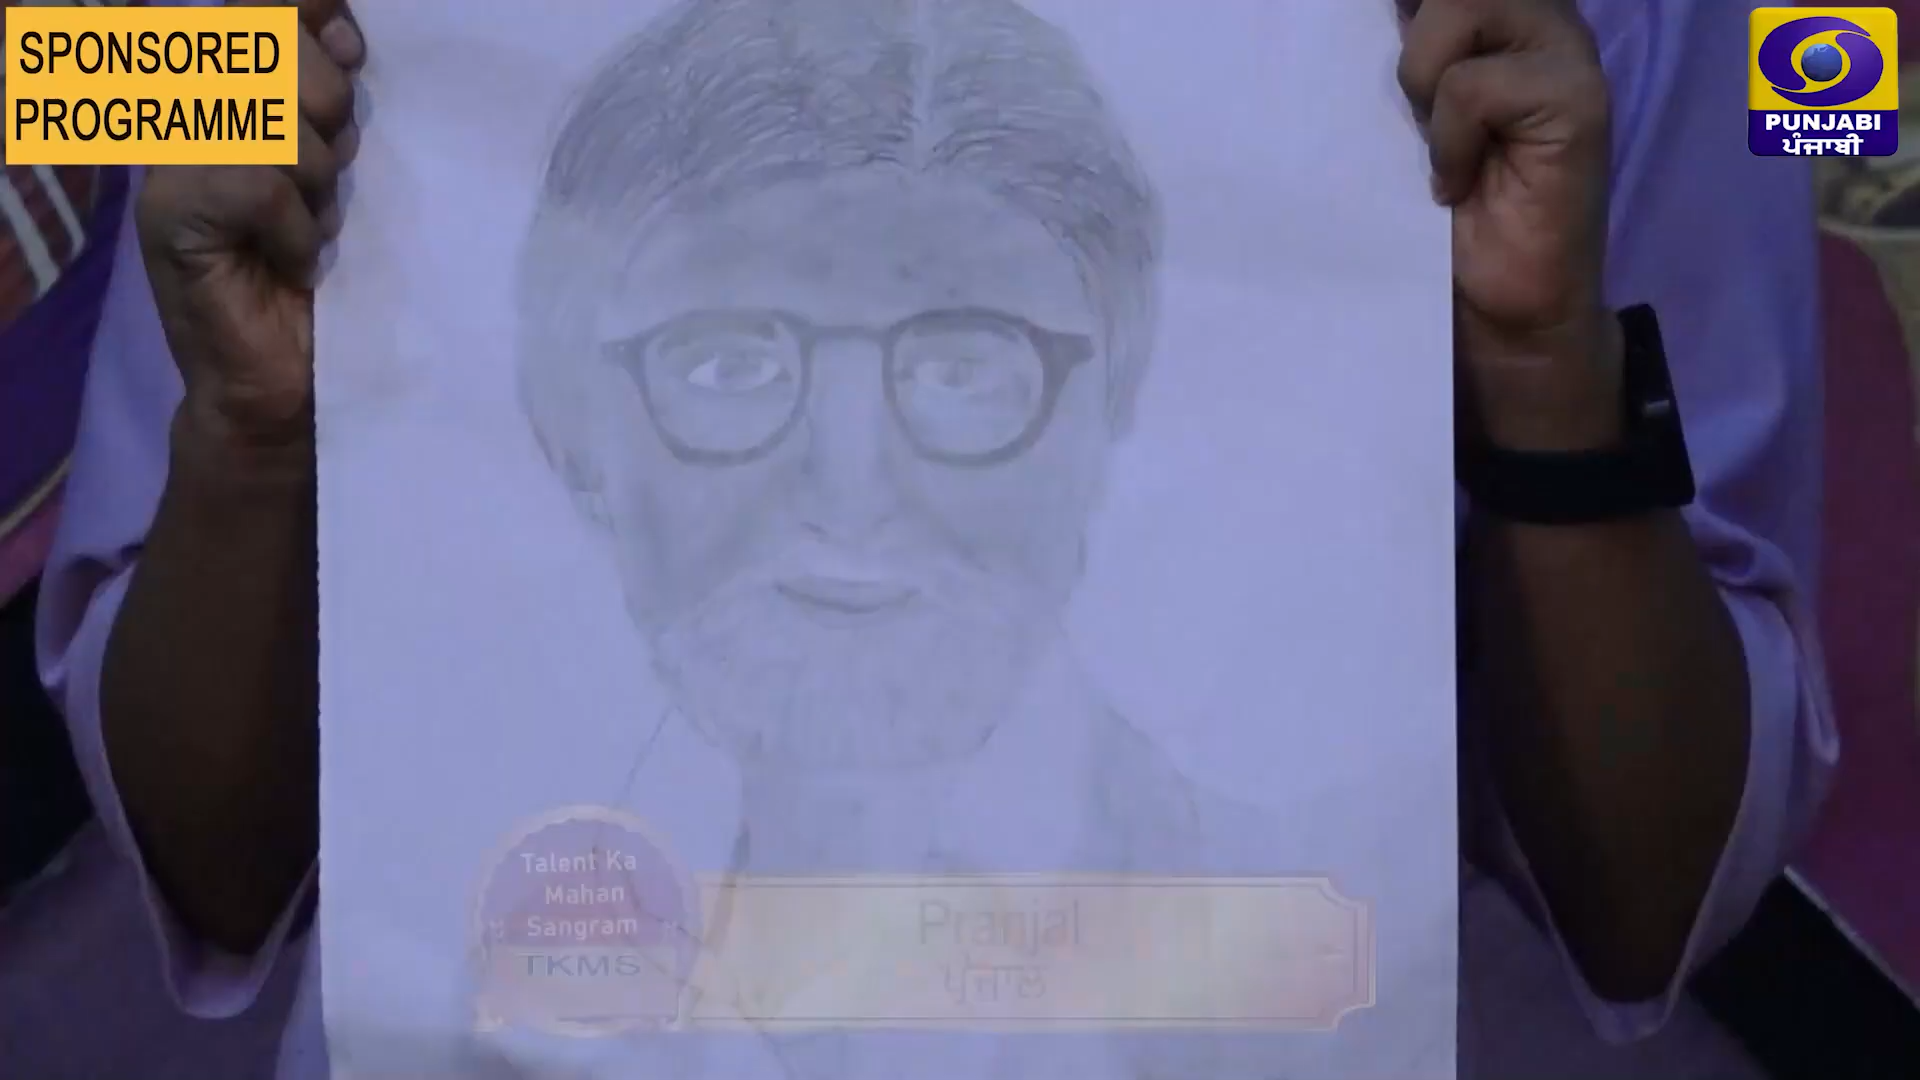 SPONSORED
PROGRAMME
PUNJABI
ਪੰਜਾਬੀ
Talent Ka
Mahan
Sangram
TKMS
Pranjal
ਪ੍ਰੰਜਾਲ